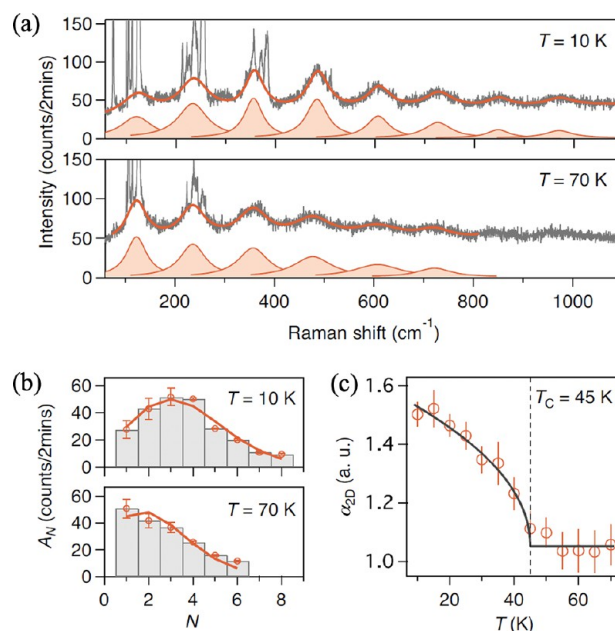 (a)
150
100
50
0
T = 10 K
Intensity (counts/2mins)
150
100
50
0
T = 70 K
200 400 600 800 1000
Raman shift (cm⁻¹)
(b)
60
40
20
0
T = 10 K
A_N (counts/2mins)
60
40
20
0
T = 70 K
0 2 4 6 8
N
(c)
1.6
1.4
1.2
1.0
T_C = 45 K
α_2D (a. u.)
20 40 60
T (K)